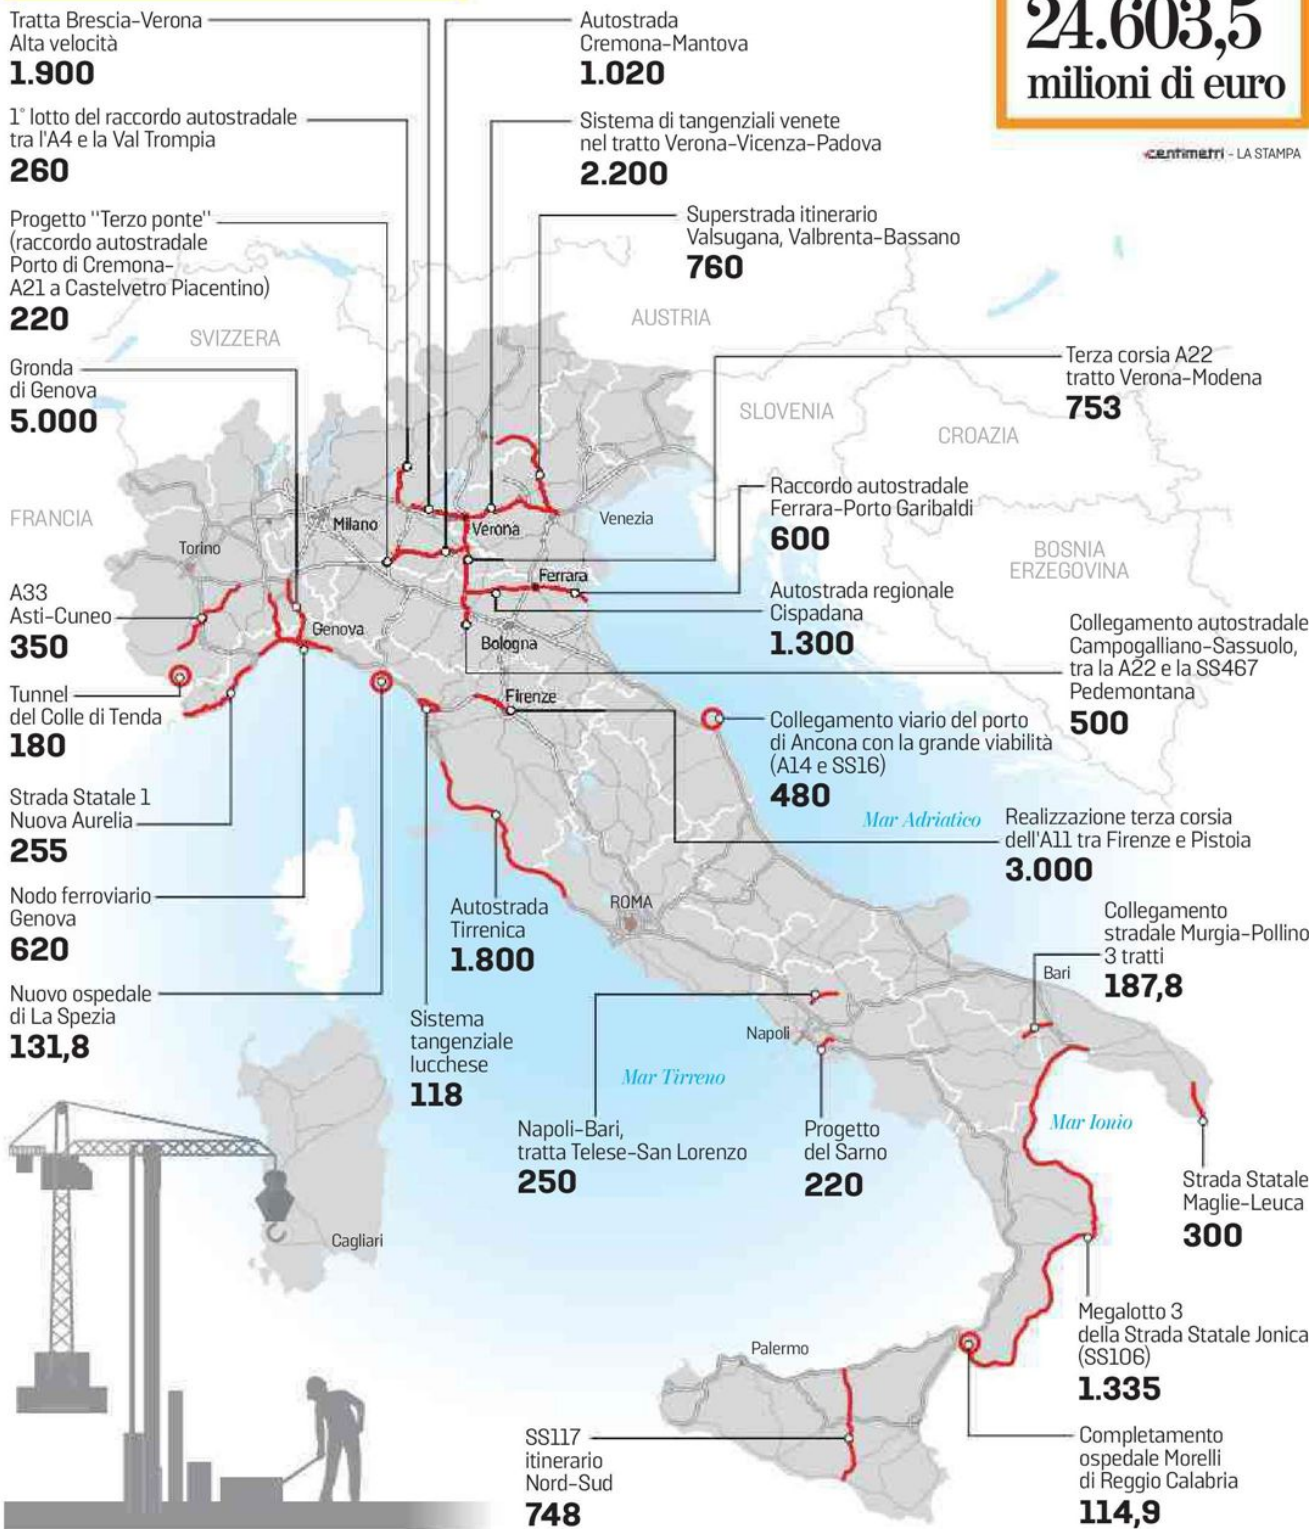 24.603,5
milioni di euro
centimetri - LA STAMPA
Tratta Brescia-Verona
Alta velocità
1.900
1° lotto del raccordo autostradale
tra l'A4 e la Val Trompia
260
Progetto "Terzo ponte"
(raccordo autostradale
Porto di Cremona-
A21 a Castelvetro Piacentino)
220
Gronda
di Genova
5.000
A33
Asti-Cuneo
350
Tunnel
del Colle di Tenda
180
Strada Statale 1
Nuova Aurelia
255
Nodo ferroviario
Genova
620
Nuovo ospedale
di La Spezia
131,8
Autostrada
Cremona-Mantova
1.020
Sistema di tangenziali venete
nel tratto Verona-Vicenza-Padova
2.200
Superstrada itinerario
Valsugana, Valbrenta-Bassano
760
Terza corsia A22
tratto Verona-Modena
753
Raccordo autostradale
Ferrara-Porto Garibaldi
600
Autostrada regionale
Cispadana
1.300
Collegamento autostradale
Campogalliano-Sassuolo,
tra la A22 e la SS467
Pedemontana
500
Collegamento viario del porto
di Ancona con la grande viabilità
(A14 e SS16)
480
Realizzazione terza corsia
dell'A11 tra Firenze e Pistoia
3.000
Collegamento
stradale Murgia-Pollino
3 tratti
187,8
Autostrada
Tirrenica
1.800
Sistema
tangenziale
lucchese
118
Napoli-Bari,
tratta Telese-San Lorenzo
250
Progetto
del Sarno
220
Strada Statale
Maglie-Leuca
300
Megalotto 3
della Strada Statale Jonica
(SS106)
1.335
Completamento
ospedale Morelli
di Reggio Calabria
114,9
SS117
itinerario
Nord-Sud
748
SVIZZERA
AUSTRIA
SLOVENIA
CROAZIA
BOSNIA
ERZEGOVINA
FRANCIA
Milano
Torino
Verona
Venezia
Ferrara
Genova
Bologna
Firenze
ROMA
Napoli
Bari
Cagliari
Palermo
Mar Adriatico
Mar Tirreno
Mar Ionio